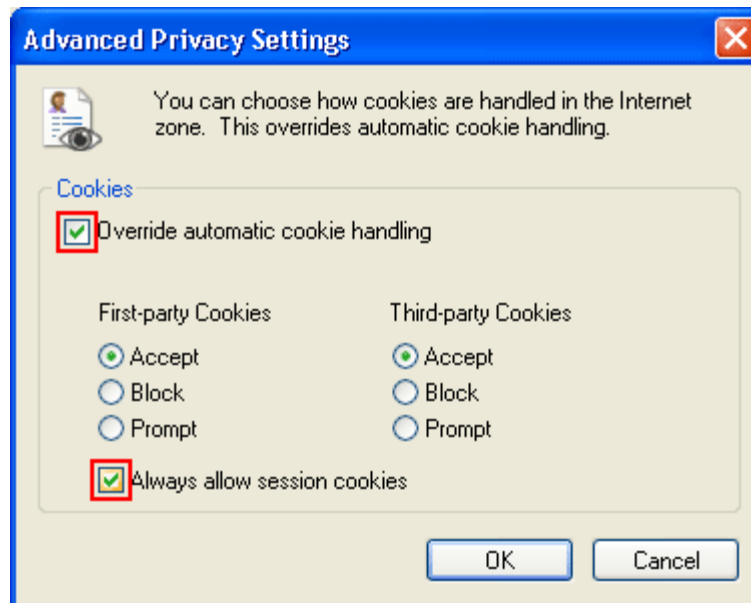 Advanced Privacy Settings
You can choose how cookies are handled in the Internet
zone. This overrides automatic cookie handling.
Cookies
Override automatic cookie handling
First-party Cookies Third-party Cookies
Accept Accept
Block Block
Prompt Prompt
Always allow session cookies
OK Cancel